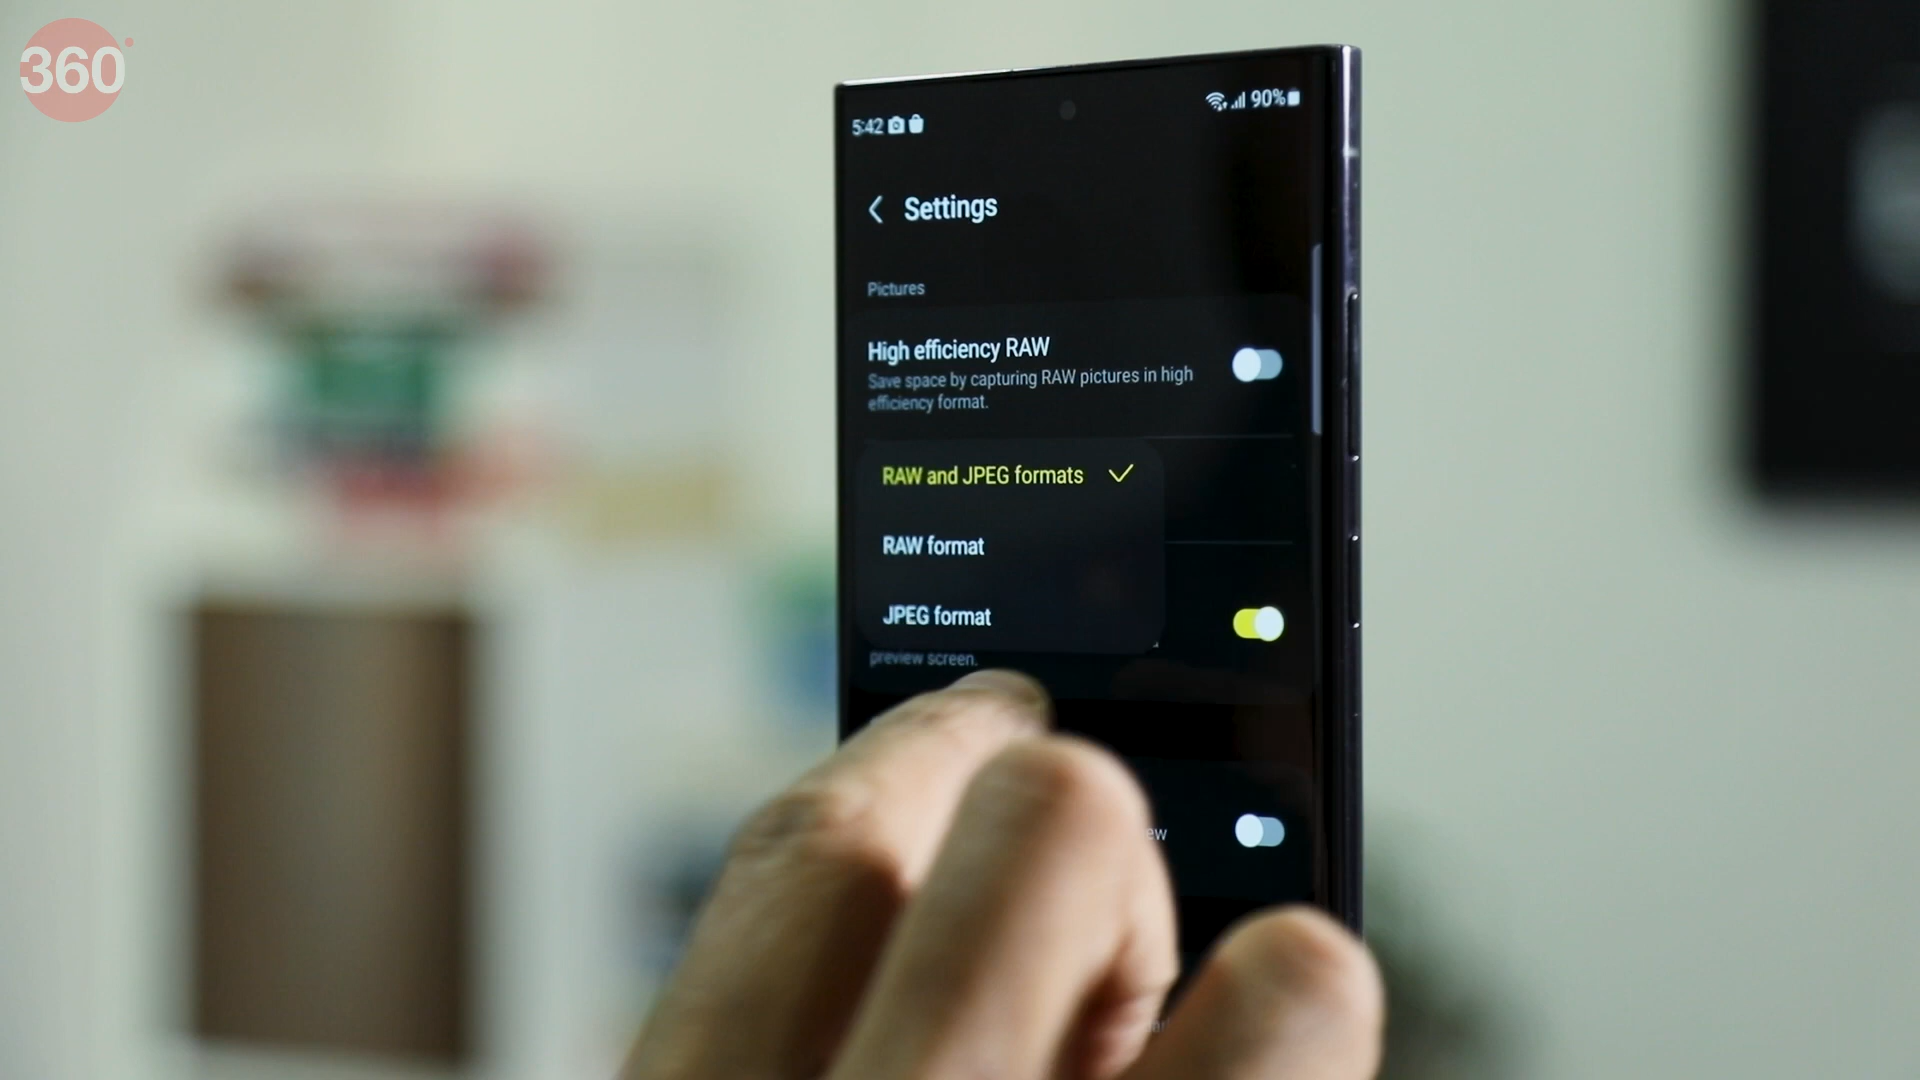 360
5:42
90%
Settings
Pictures
High efficiency RAW
Save space by capturing RAW pictures in high
efficiency format.
RAW and JPEG formats
RAW format
JPEG format
preview screen.
ew